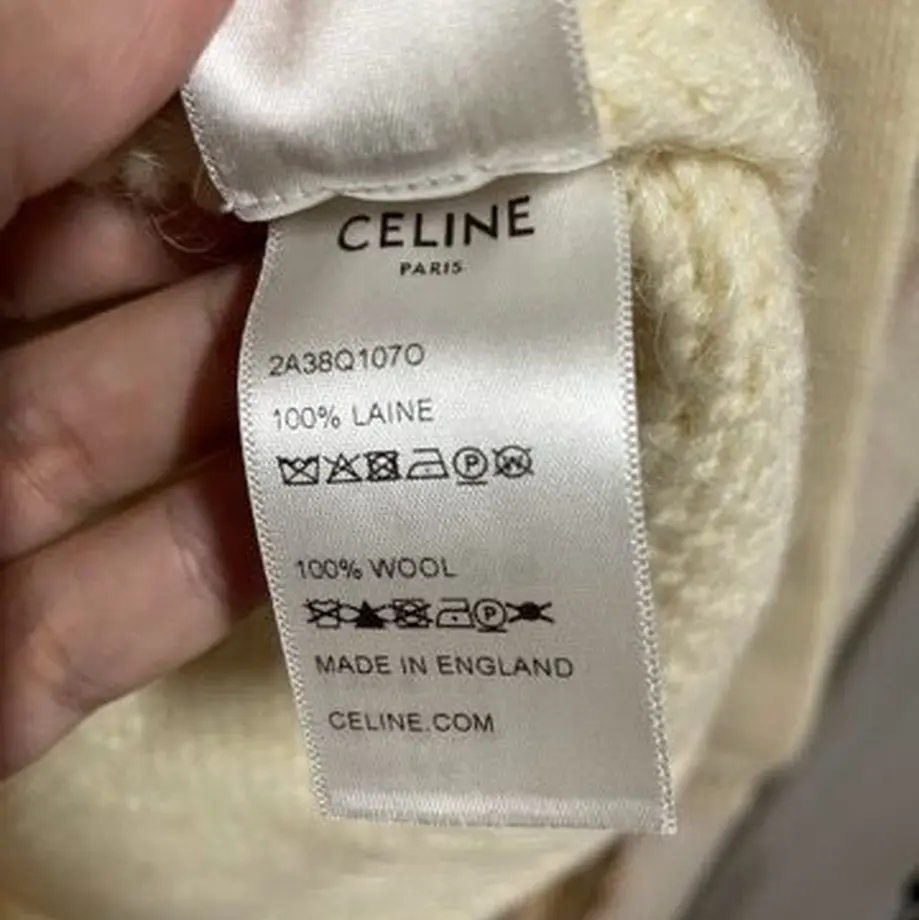 CELINE
PARIS
2A38Q107O
100% LAINE
100% WOOL
MADE IN ENGLAND
CELINE.COM